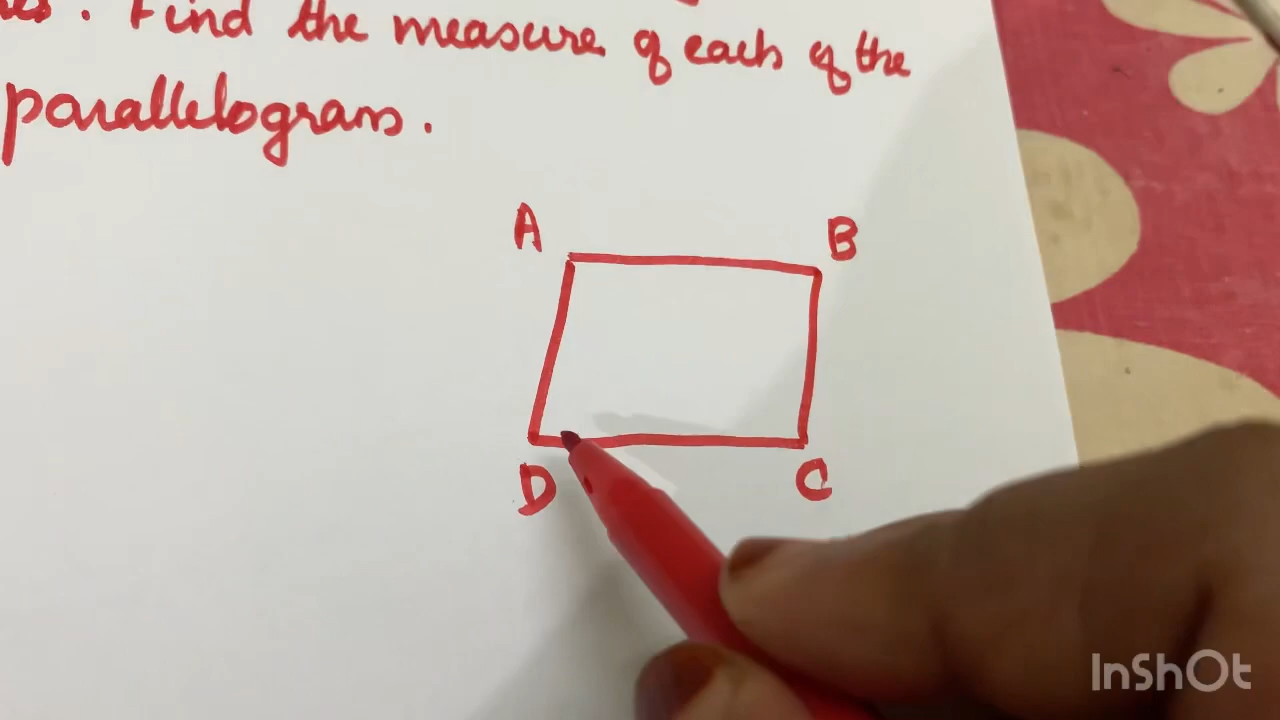 . Find the measure of each of the
parallelogram.
A
B
D
C
InShOt